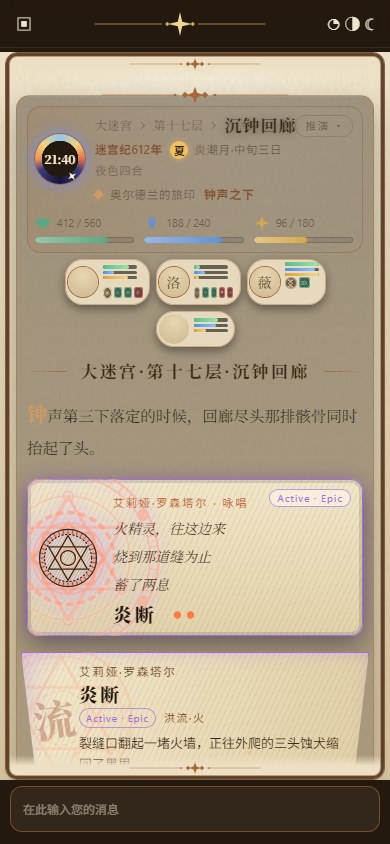 大迷宫 > 第十七层 > 沉钟回廊 推演
21:40
迷宫纪612年 夏 炎潮月·中旬三日
夜色四合
奥尔德兰的旅印 钟声之下
412 / 560 186 / 240 96 / 180
洛 薇
大迷宫·第十七层·沉钟回廊
钟声第三下落定的时候，回廊尽头那排骸骨同时
抬起了头。
艾莉娅·罗森塔尔 · 咏唱 Active · Epic
火精灵，往这边来
烧到那道缝为止
蓄了两息
炎断
艾莉娅·罗森塔尔
炎断
流
Active · Epic 洪流·火
裂缝口翻起一堵火墙，正往外爬的三头蚀犬缩
在此输入您的消息